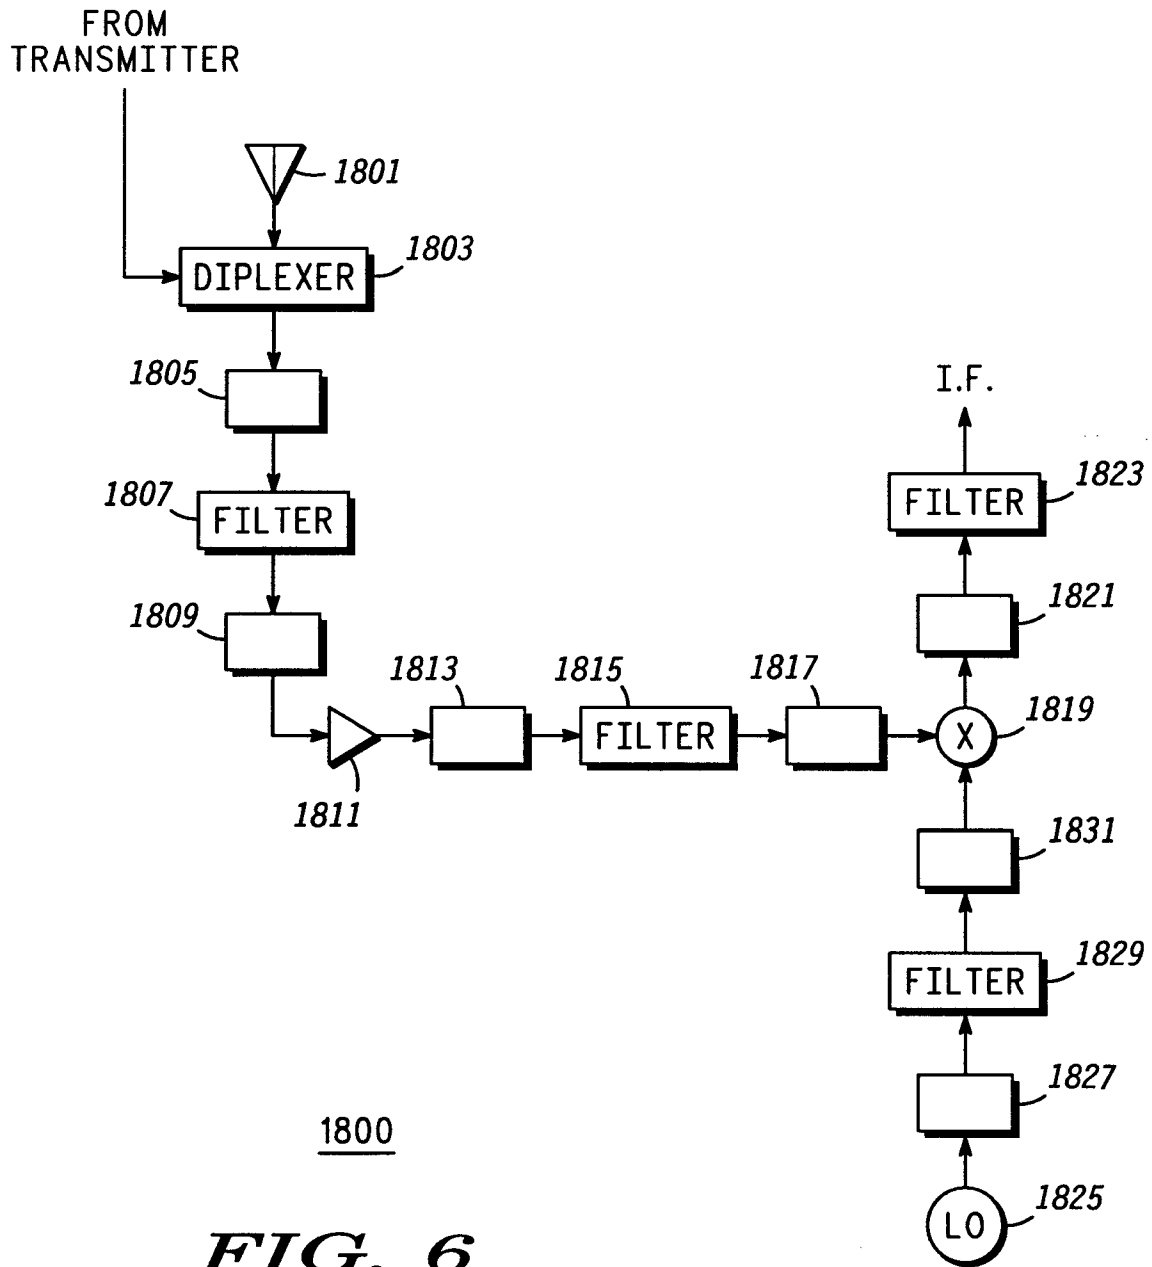 FROM
TRANSMITTER
1801
DIPLEXER
1803
1805
1807
FILTER
1809
1811
1813
1815
FILTER
1817
I.F.
FILTER
1823
1821
X
1819
1831
FILTER
1829
1827
LO
1825
1800
FIG. 6